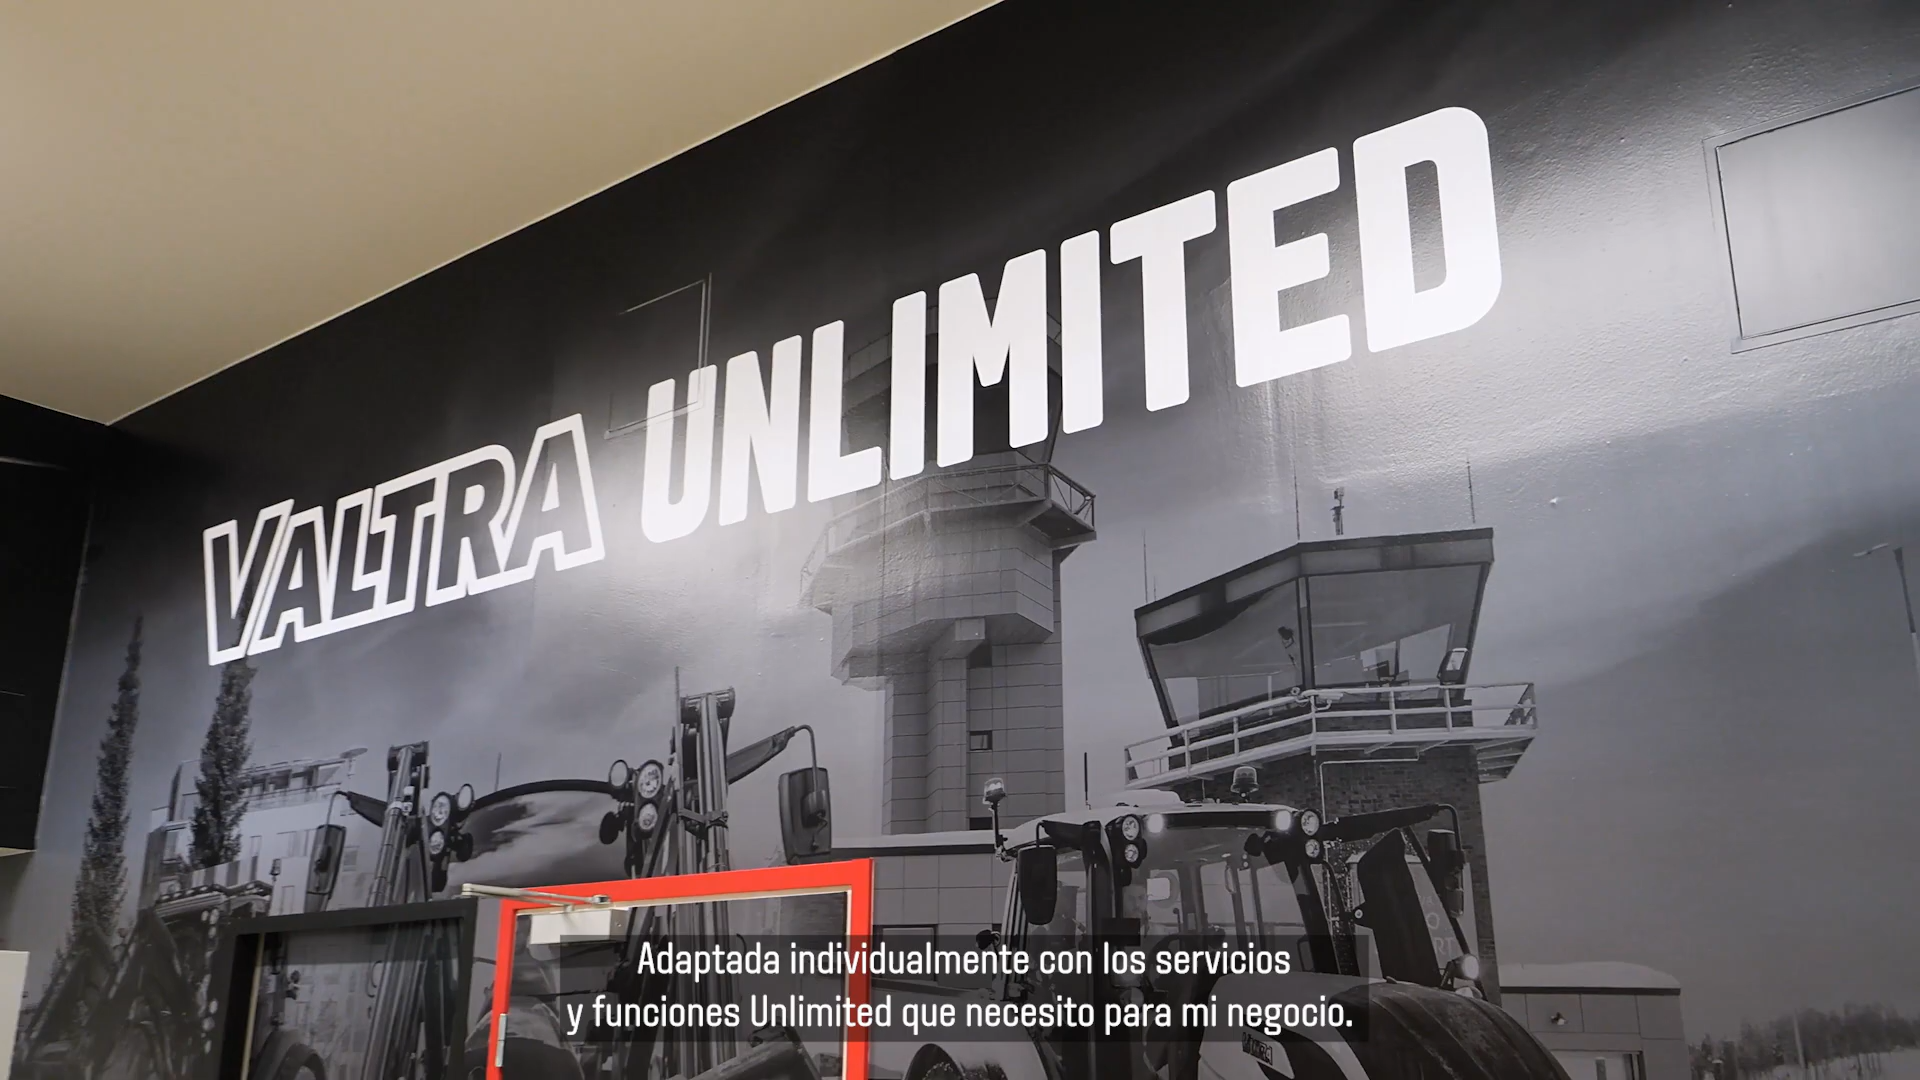 VALTRA UNLIMITED
Adaptada individualmente con los servicios
y funciones Unlimited que necesito para mi negocio.